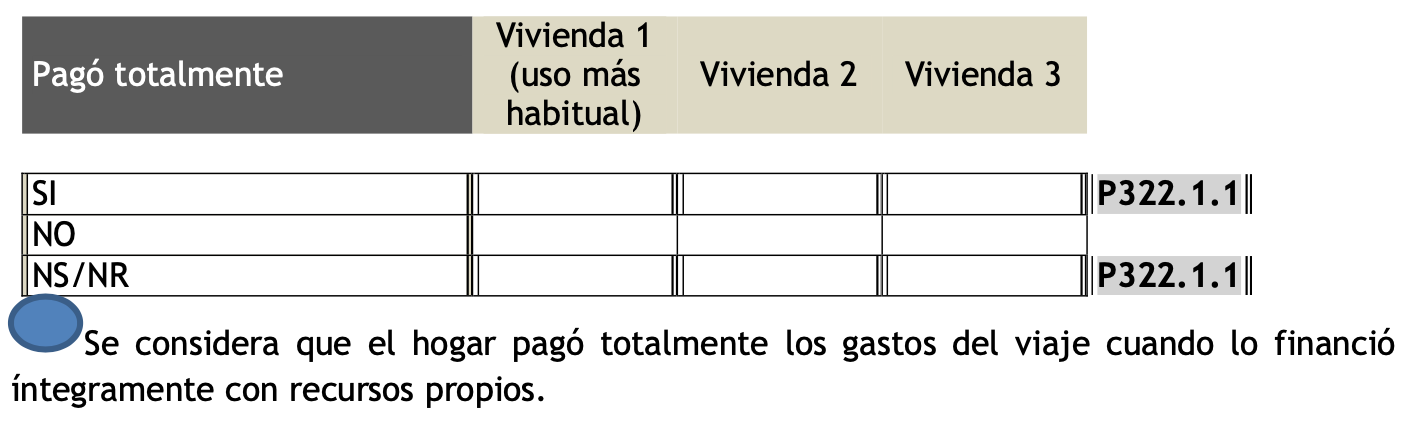 Pagó totalmente
Vivienda 1
(uso más
habitual)
Vivienda 2
Vivienda 3
SI
P322.1.1
NO
NS/NR
P322.1.1
Se considera que el hogar pagó totalmente los gastos del viaje cuando lo financió
íntegramente con recursos propios.